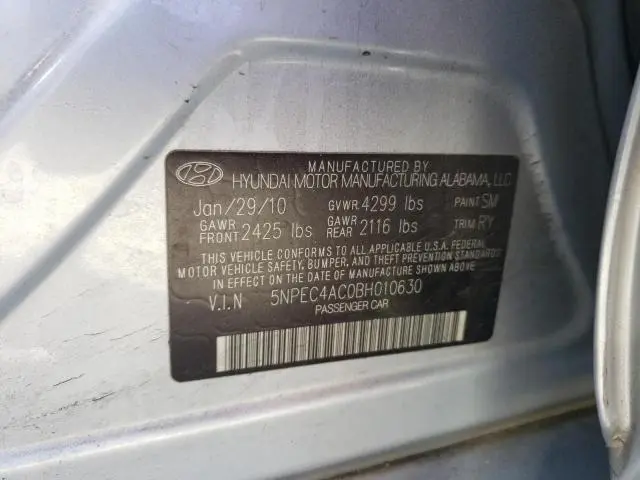 MANUFACTURED BY
HYUNDAI MOTOR MANUFACTURING ALABAMA, LLC
Jan/29/10 GVWR 4299 lbs PAINT SM
GAWR FRONT 2425 lbs GAWR REAR 2116 lbs TRIM RY
THIS VEHICLE CONFORMS TO ALL APPLICABLE U.S.A. FEDERAL
MOTOR VEHICLE SAFETY, BUMPER, AND THEFT PREVENTION STANDARDS
IN EFFECT ON THE DATE OF MANUFACTURE SHOWN ABOVE.
V.I.N 5NPEC4AC0BH010630
PASSENGER CAR